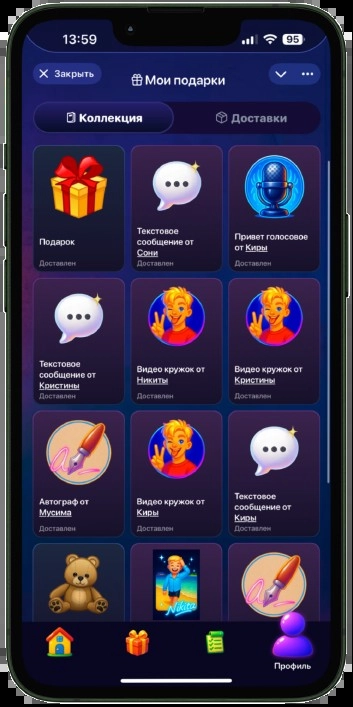 13:59
95
Закрыть
Мои подарки
Коллекция
Доставки
Подарок
Доставлен
Текстовое
сообщение от
Сони
Доставлен
Привет голосовое
от Киры
Доставлен
Текстовое
сообщение от
Кристины
Доставлен
Видео кружок от
Никиты
Доставлен
Видео кружок от
Кристины
Доставлен
Автограф от
Мусима
Доставлен
Видео кружок от
Киры
Доставлен
Текстовое
сообщение от
Киры
Доставлен
Nikita
Профиль